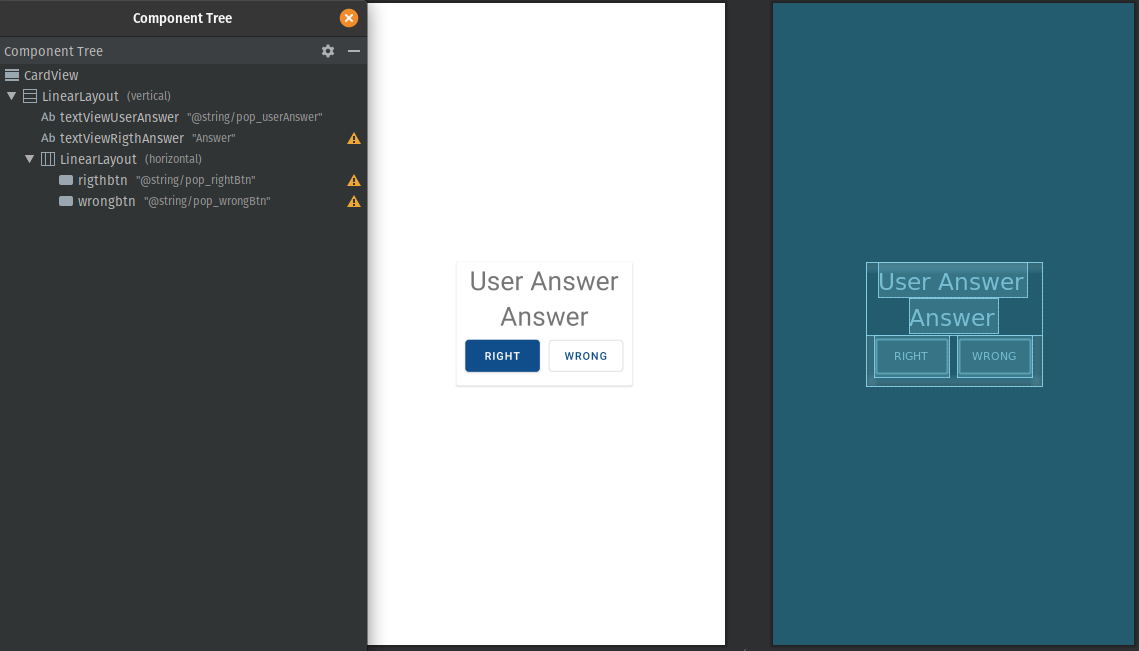 Component Tree
Component Tree
CardView
LinearLayout (vertical)
Ab textViewUserAnswer "@string/pop_userAnswer"
Ab textViewRigthAnswer "Answer"
LinearLayout (horizontal)
rigthbtn "@string/pop_rightBtn"
wrongbtn "@string/pop_wrongBtn"
User Answer
Answer
RIGHT WRONG
User Answer
Answer
RIGHT WRONG